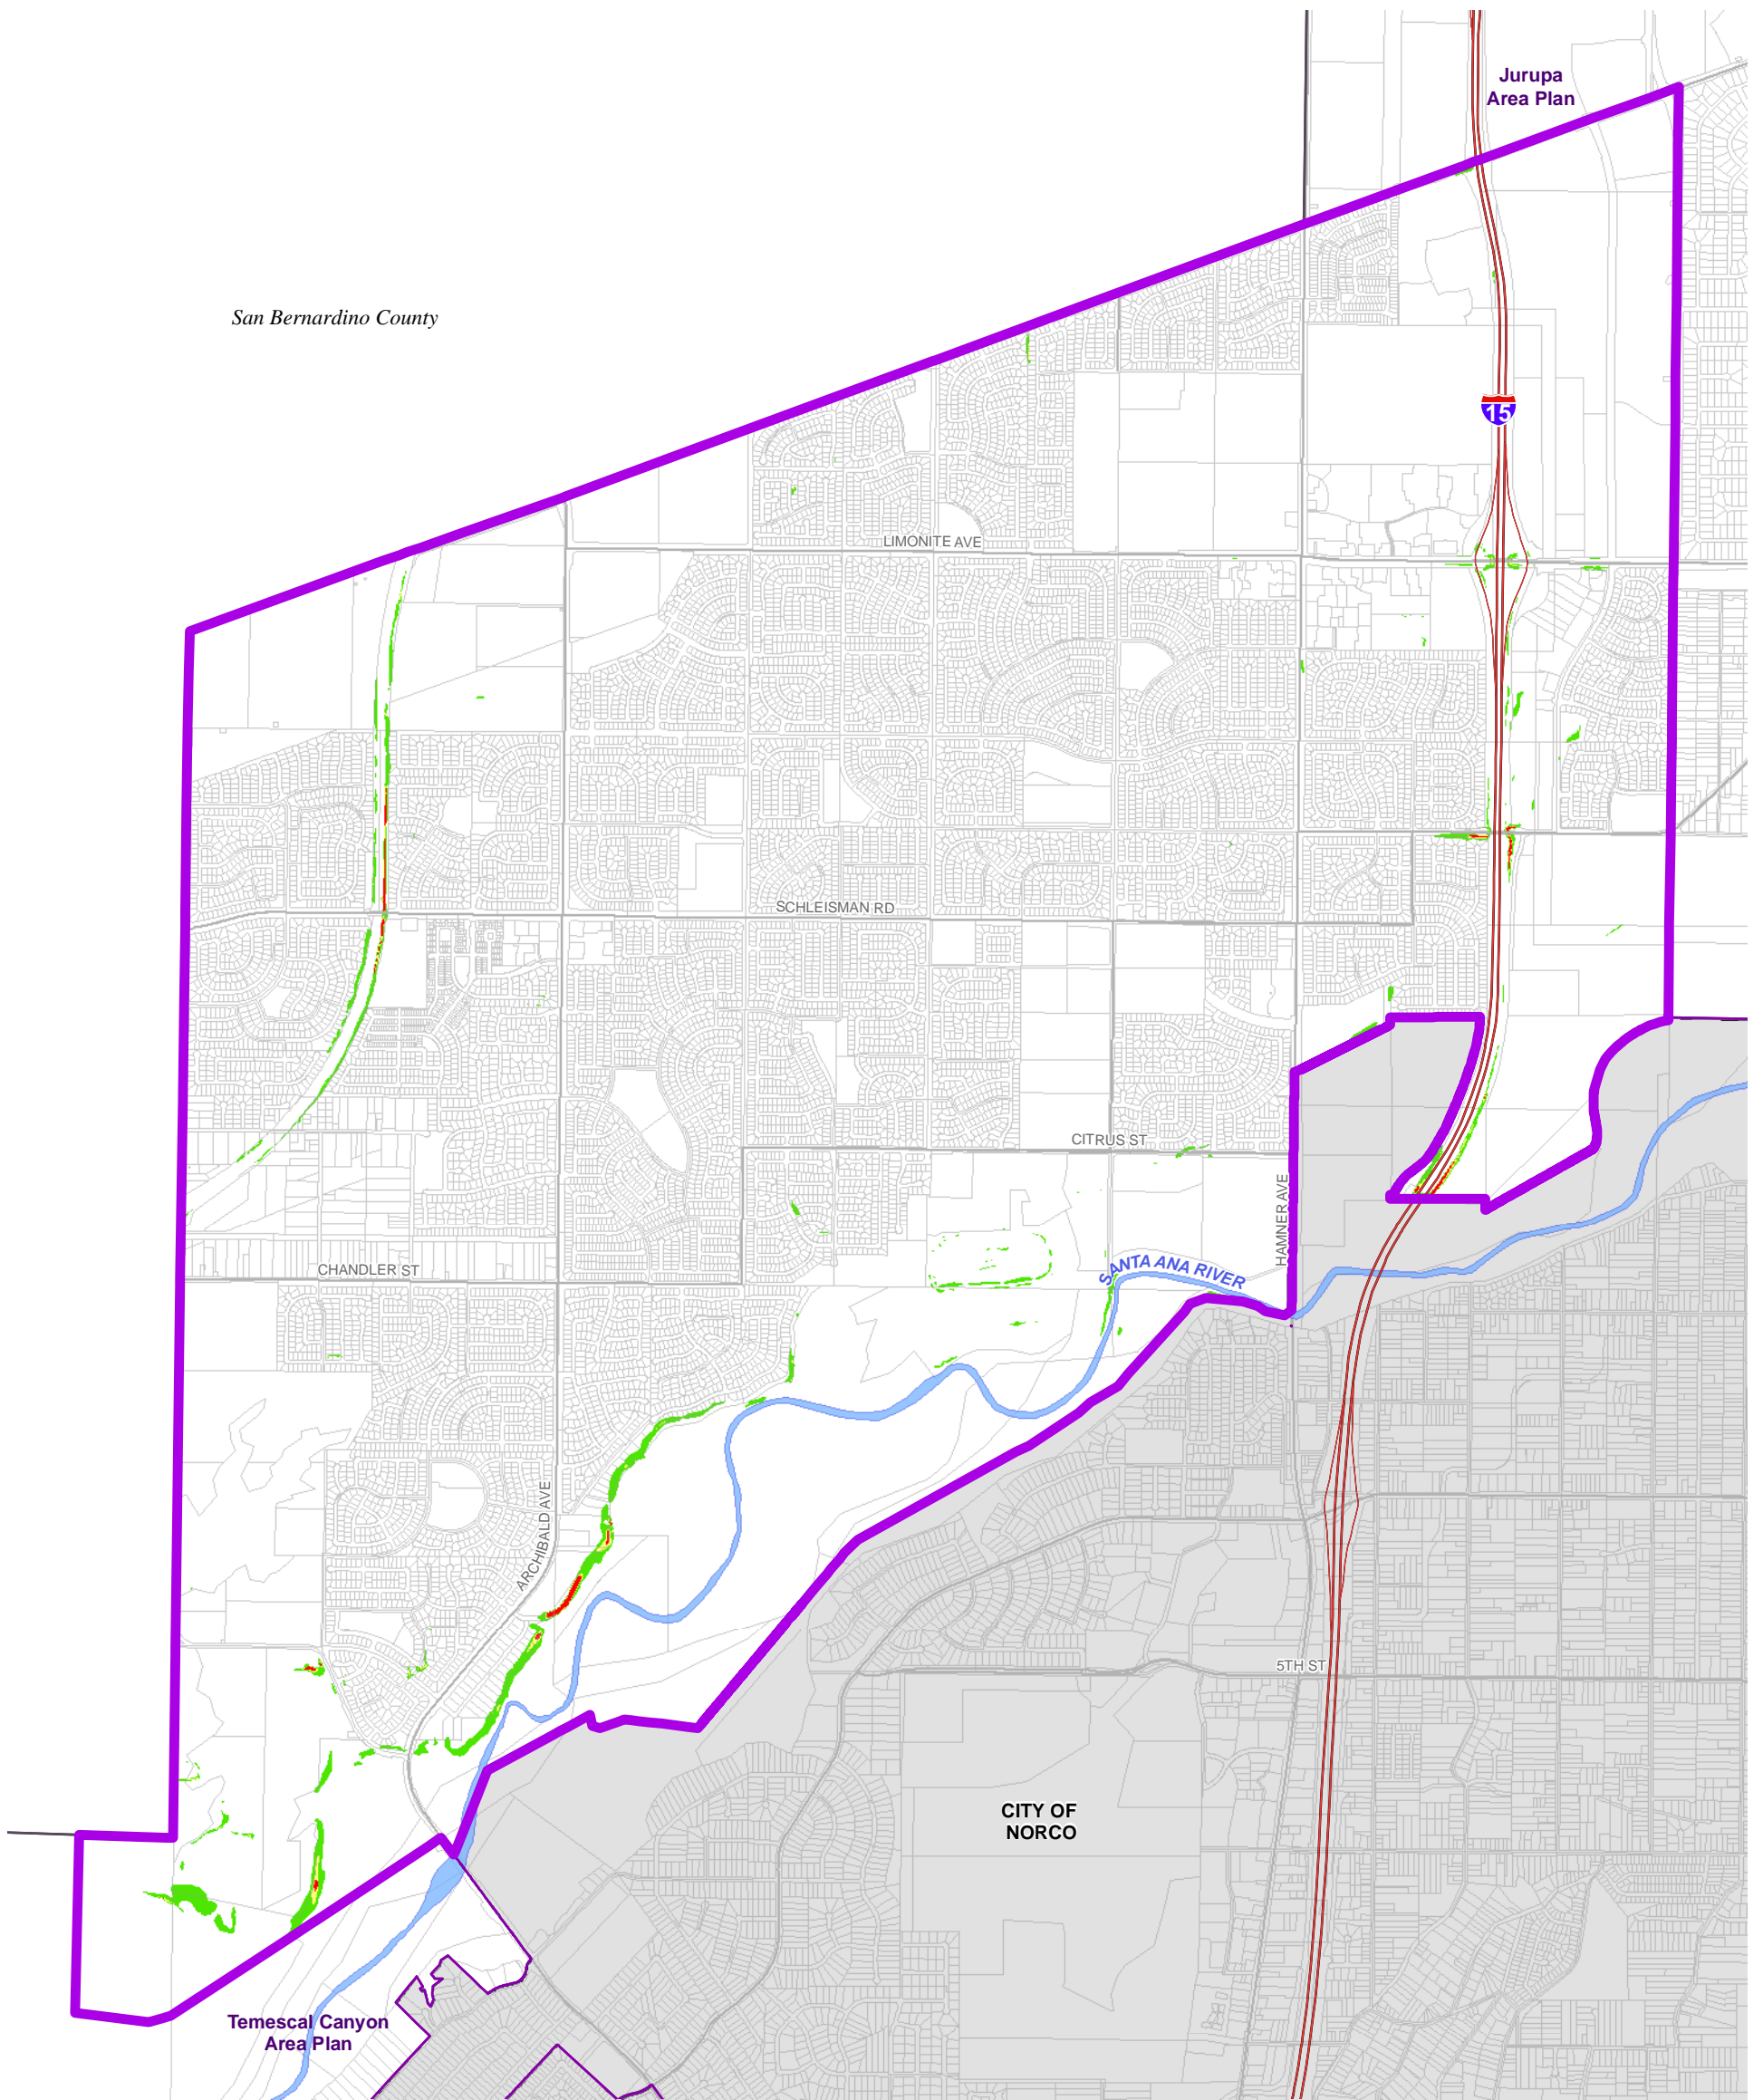 Jurupa
Area Plan
San Bernardino County
15
LIMONITE AVE
SCHLEISMAN RD
CITRUS ST
HAMNER AVE
CHANDLER ST
SANTA ANA RIVER
ARCHIBALD AVE
5TH ST
CITY OF
NORCO
Temescal Canyon
Area Plan